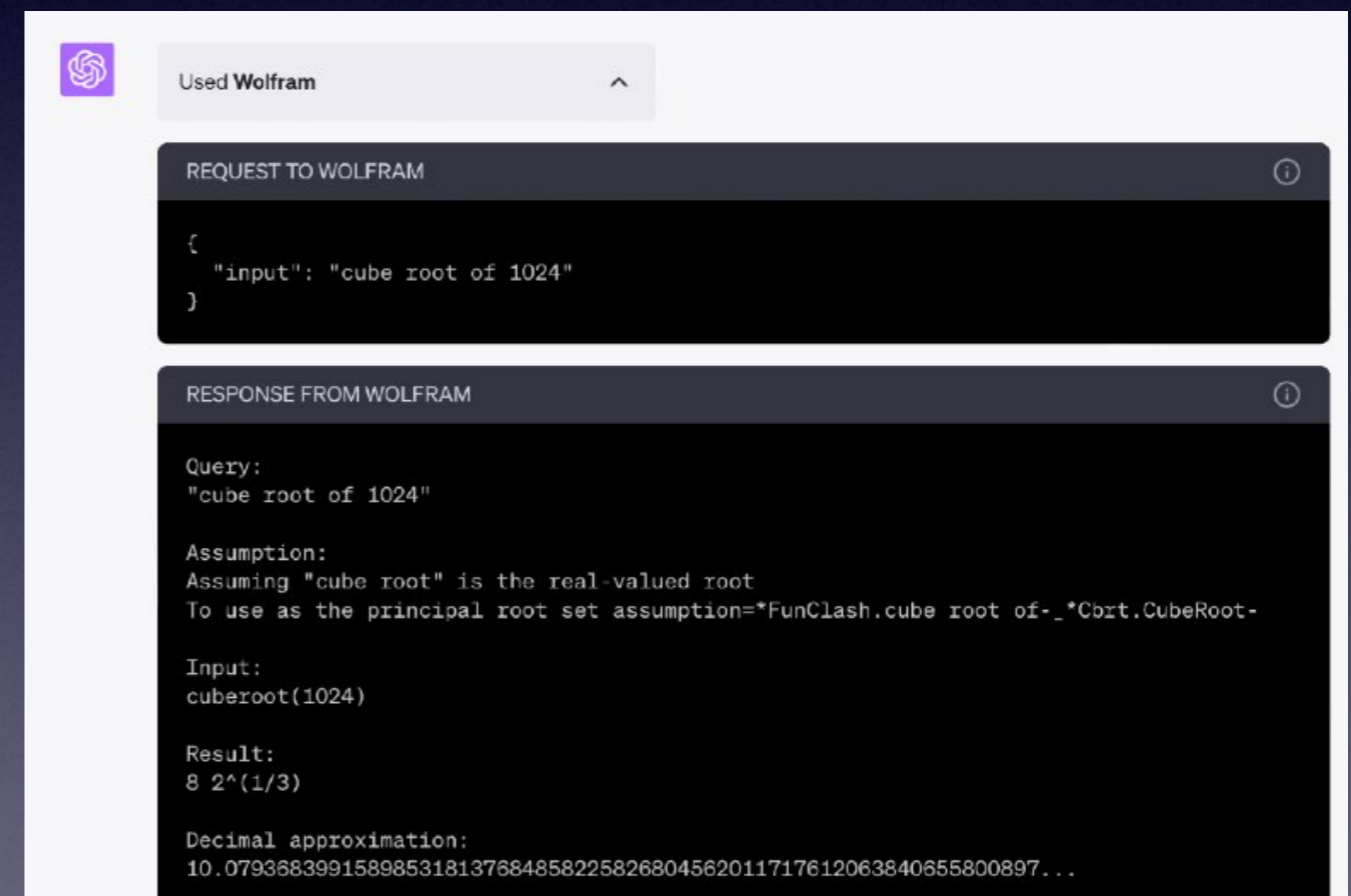 Used Wolfram
REQUEST TO WOLFRAM
{
"input": "cube root of 1024"
}
RESPONSE FROM WOLFRAM
Query:
"cube root of 1024"
Assumption:
Assuming "cube root" is the real-valued root
To use as the principal root set assumption=*FunClash.cube root of-_*Cbrt.CubeRoot-
Input:
cuberoot(1024)
Result:
8 2^(1/3)
Decimal approximation:
10.079368399158985318137684858225826804562011717612063840655800897...